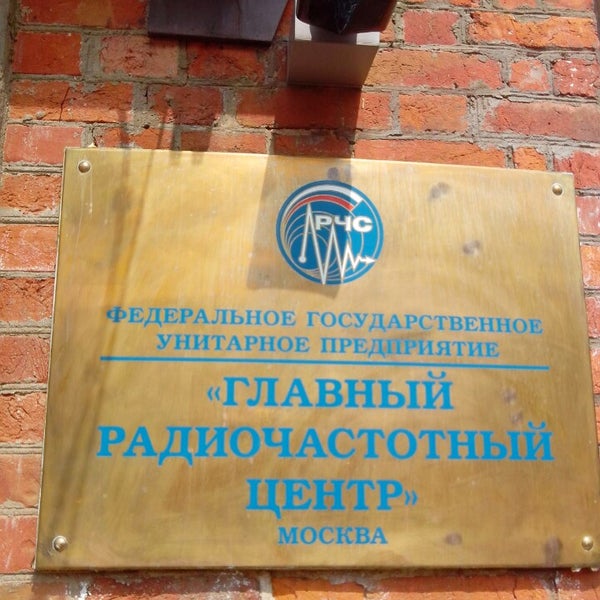 РЧС
ФЕДЕРАЛЬНОЕ ГОСУДАРСТВЕННОЕ
УНИТАРНОЕ ПРЕДПРИЯТИЕ
«ГЛАВНЫЙ
РАДИОЧАСТОТНЫЙ
ЦЕНТР»
МОСКВА